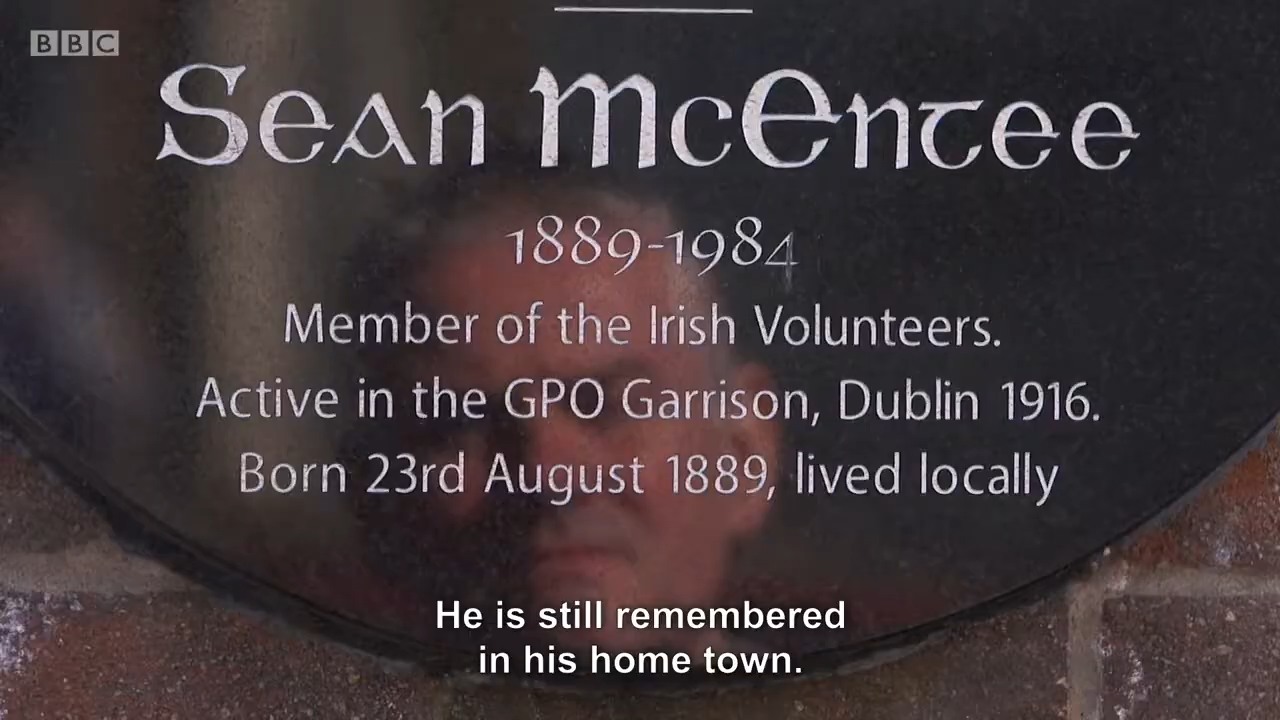 BBC
Sean McEntee
1889-1984
Member of the Irish Volunteers.
Active in the GPO Garrison, Dublin 1916.
Born 23rd August 1889, lived locally
He is still remembered
in his home town.